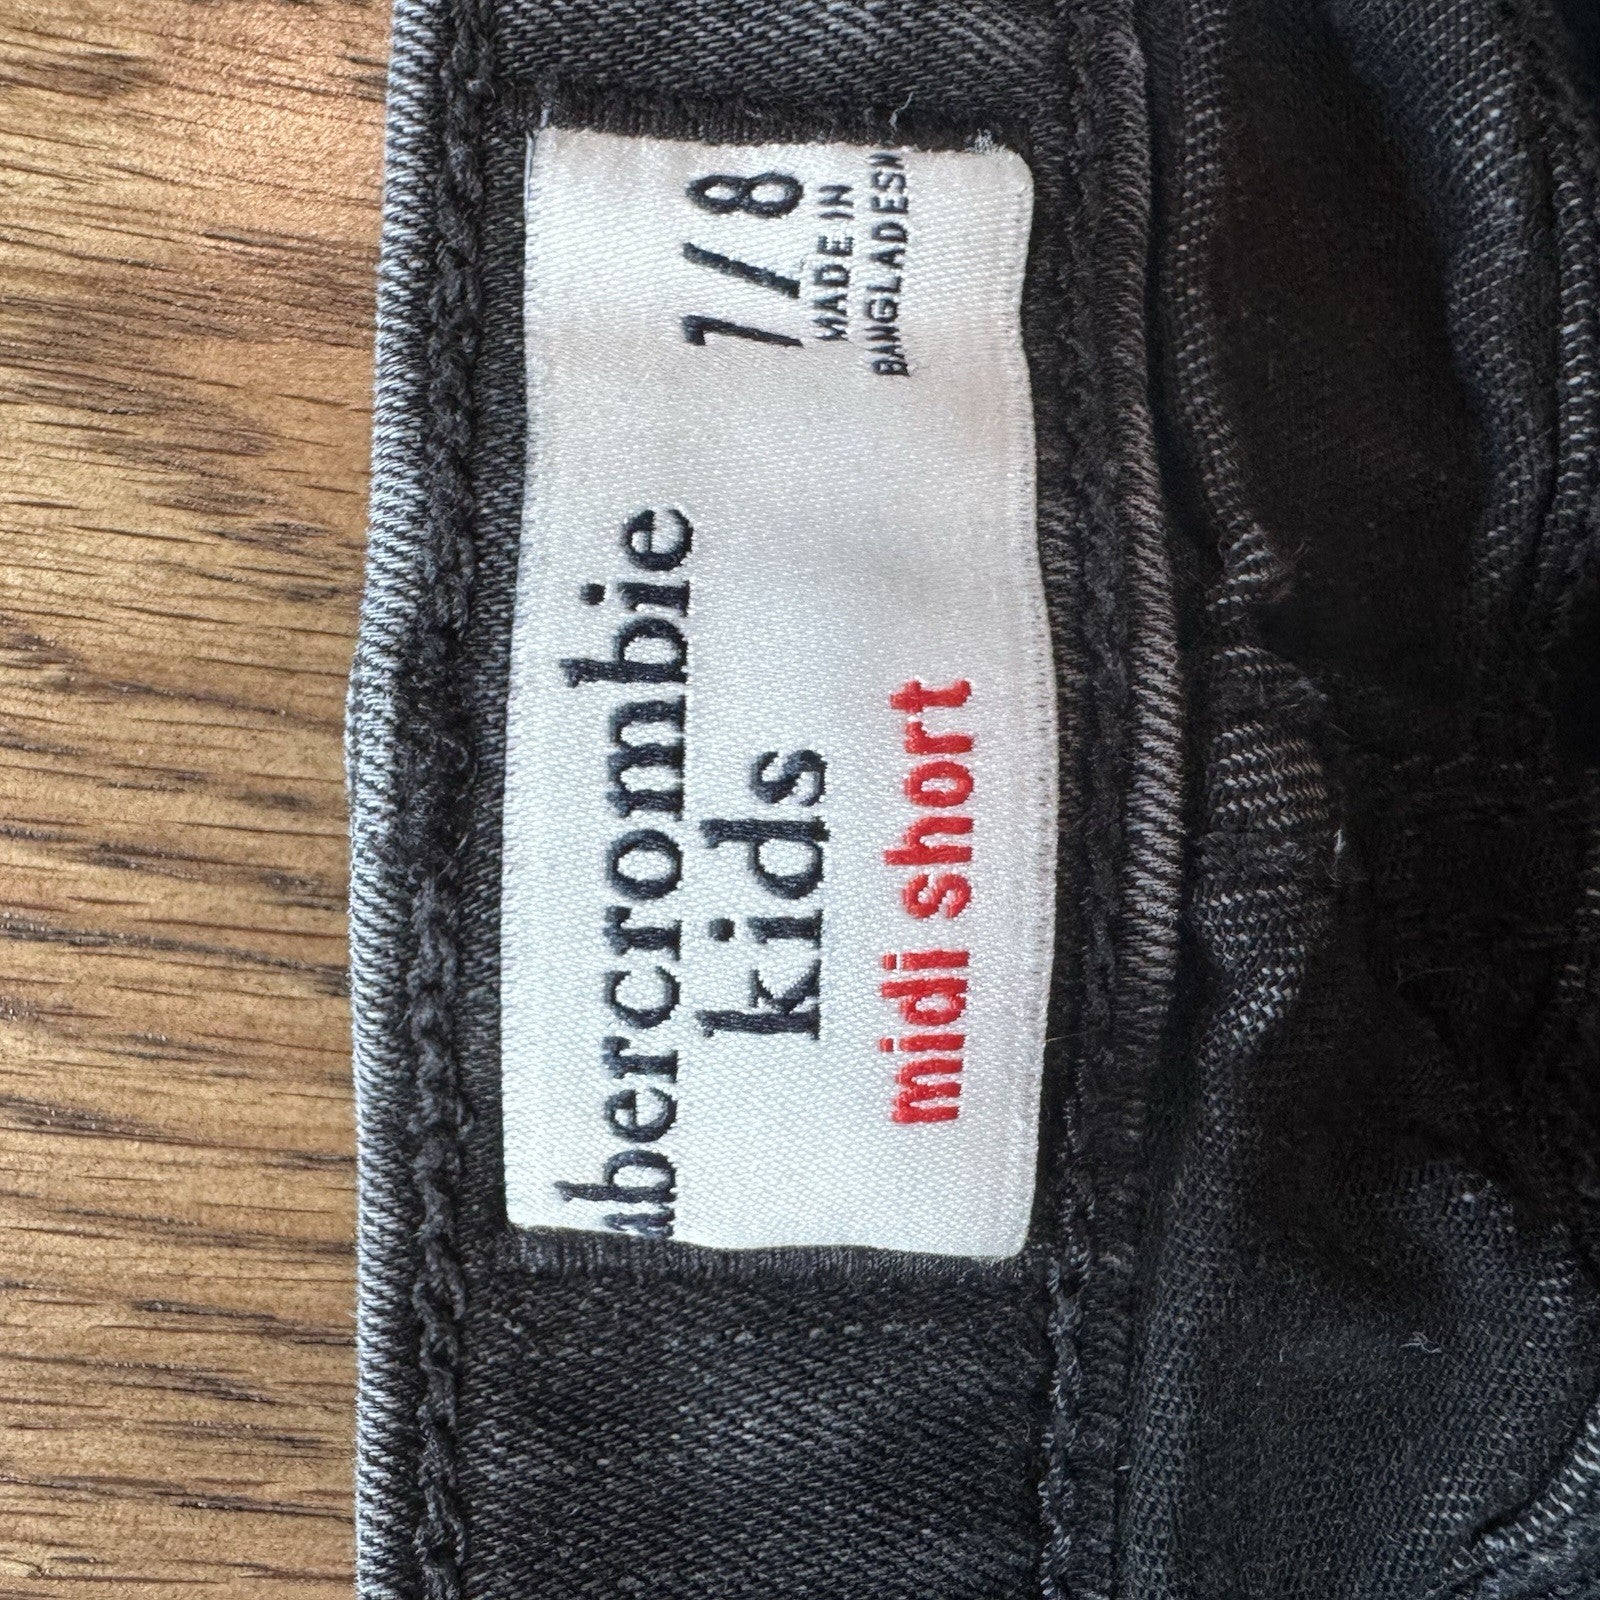 abercrombie
kids
midi short
7/8
MADE IN
BANGLADESH